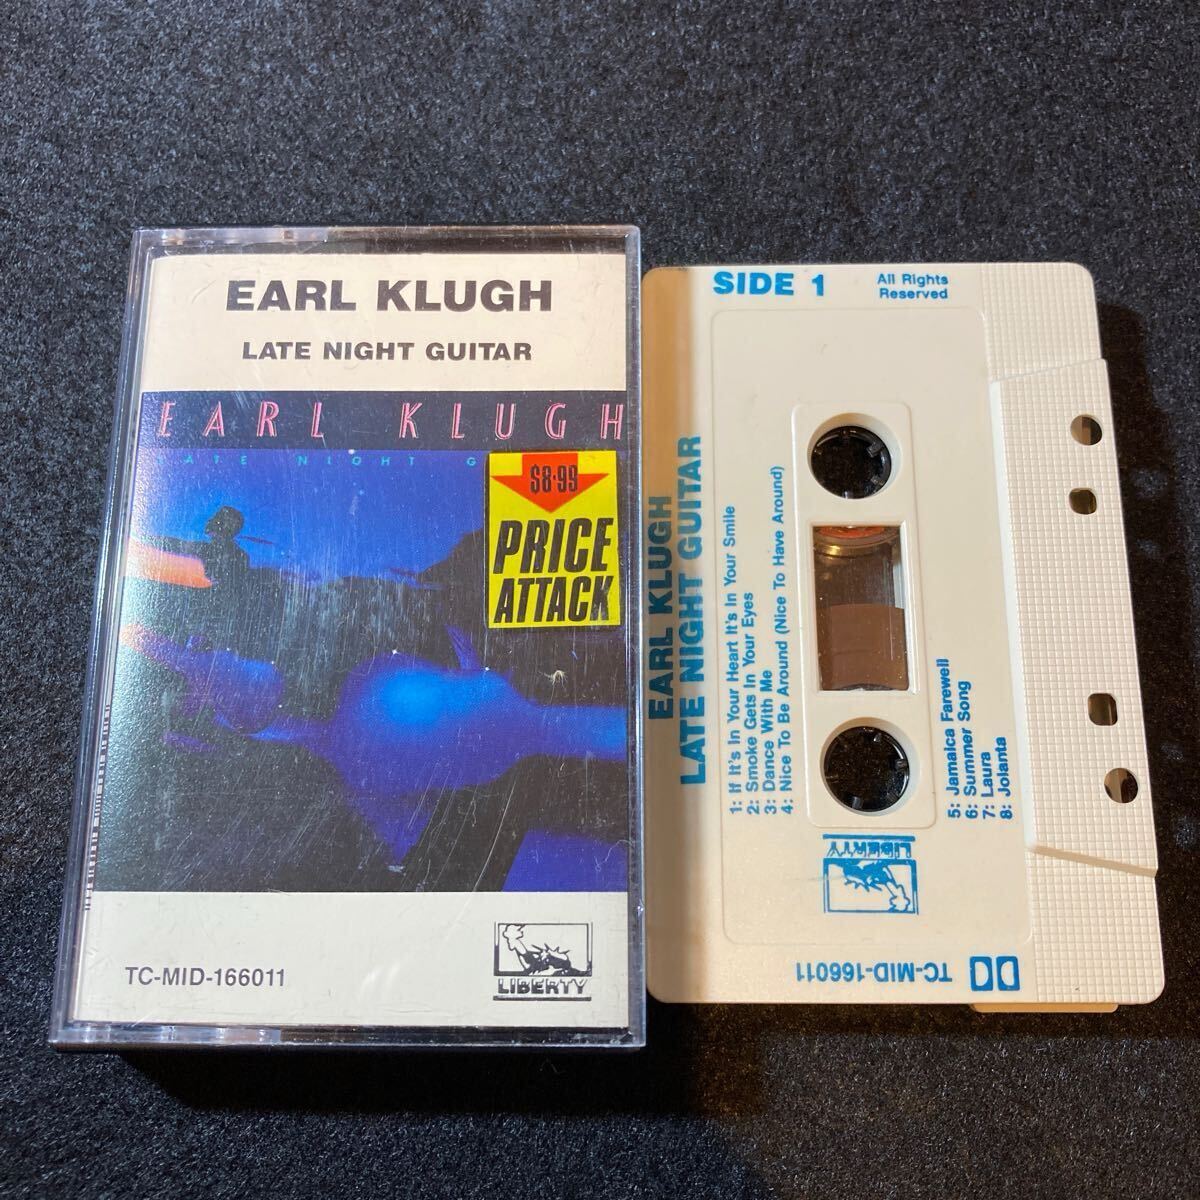 EARL KLUGH
LATE NIGHT GUITAR
EARL KLUGH
LATE NIGHT G
$8.99
PRICE
ATTACK
TC-MID-166011
LIBERTY
SIDE 1
All Rights
Reserved
EARL KLUGH
LATE NIGHT GUITAR
1: If It's In Your Heart It's In Your Smile
2: Smoke Gets In Your Eyes
3: Dance With Me
4: Nice To Be Around (Nice To Have Around)
5: Jamaica Farewell
6: Summer Song
7: Laura
8: Jolanta
LIBERTY
TC-MID-166011